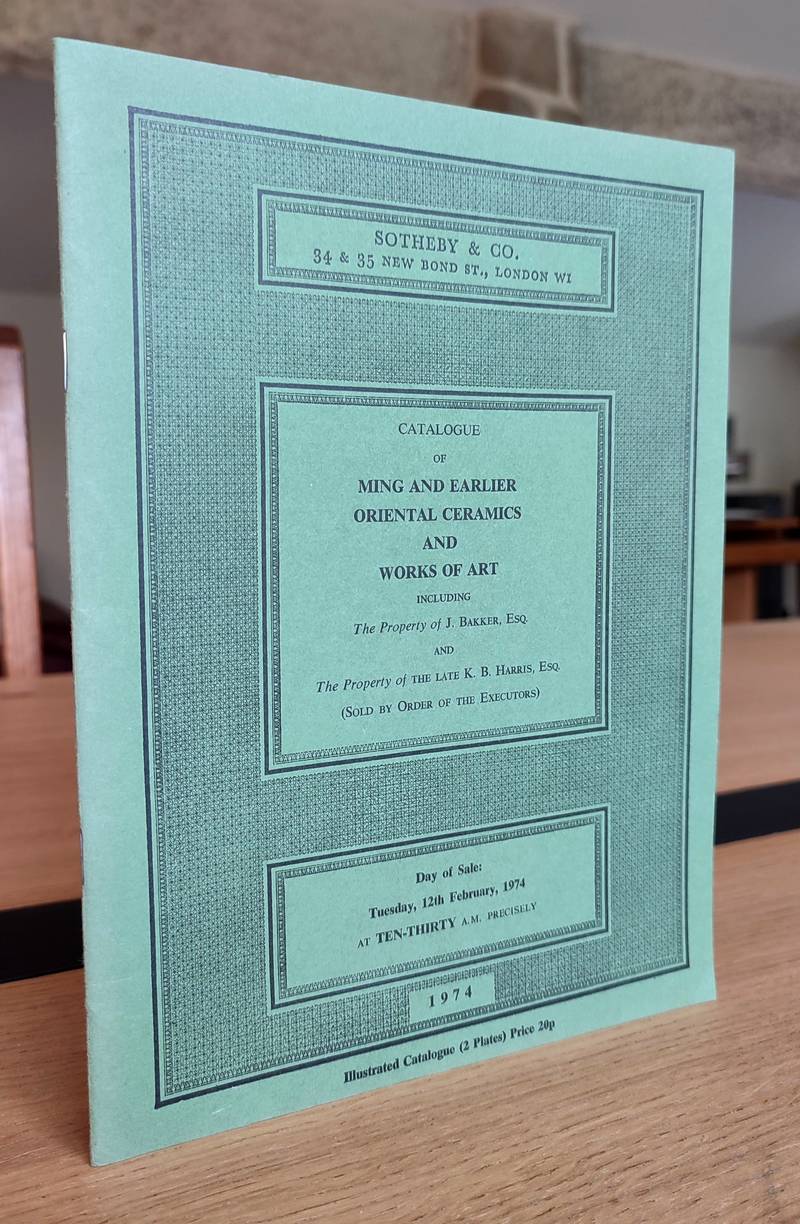 SOTHEBY & CO.
34 & 35 NEW BOND ST., LONDON W1
CATALOGUE
OF
MING AND EARLIER
ORIENTAL CERAMICS
AND
WORKS OF ART
INCLUDING
The Property of J. BAKKER, ESQ.
AND
The Property of THE LATE K. B. HARRIS, ESQ.
(SOLD BY ORDER OF THE EXECUTORS)
Day of Sale:
Tuesday, 12th February, 1974
AT TEN-THIRTY A.M. PRECISELY
1974
Illustrated Catalogue (2 Plates) Price 20p